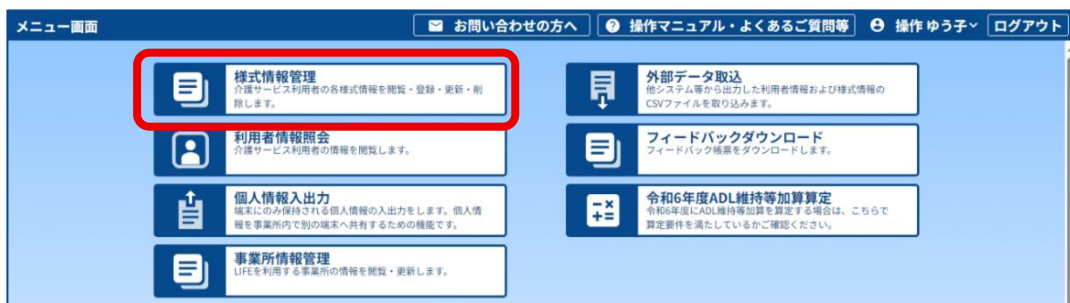 メニュー画面
お問い合わせの方へ
操作マニュアル・よくあるご質問等
操作 ゆう子
ログアウト
様式情報管理
介護サービス利用者の各様式情報を閲覧・登録・更新・削
除します。
外部データ取込
他システム等から出力した利用者情報および様式情報の
CSVファイルを取り込みます。
利用者情報照会
介護サービス利用者の情報を閲覧します。
フィードバックダウンロード
フィードバック帳票をダウンロードします。
個人情報入出力
端末にのみ保持される個人情報の入出力をします。個人情
報を事業所内で別の端末へ共有するための機能です。
令和6年度ADL維持等加算算定
令和6年度にADL維持等加算を算定する場合は、こちらで
算定要件を満たしているかご確認ください。
事業所情報管理
LIFEを利用する事業所の情報を閲覧・更新します。